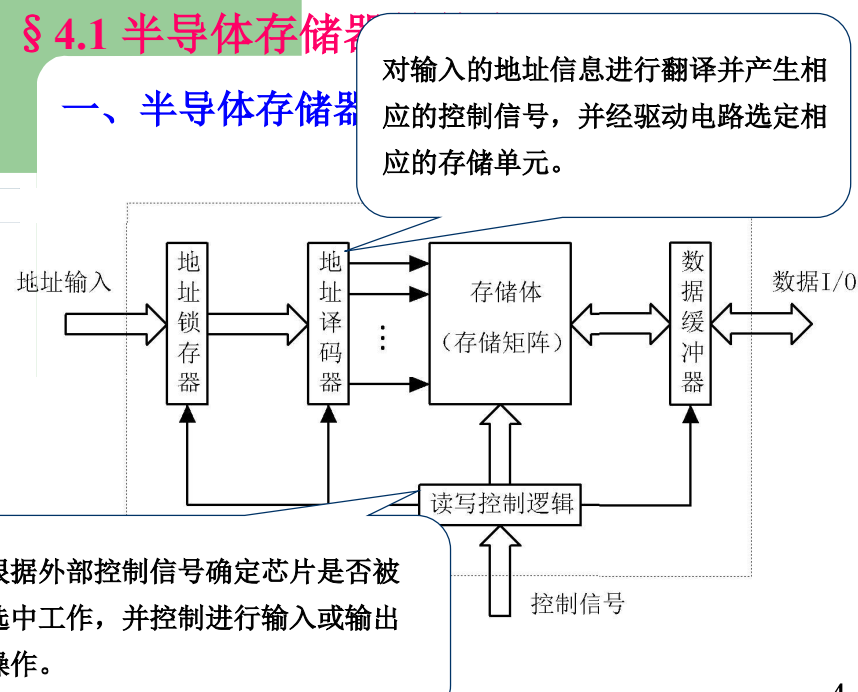 §4.1 半导体存储器
一、半导体存储器
对输入的地址信息进行翻译并产生相
应的控制信号，并经驱动电路选定相
应的存储单元。
地址输入
地址锁存器
地址译码器
⋮
存储体
（存储矩阵）
数据缓冲器
数据I/0
读写控制逻辑
控制信号
根据外部控制信号确定芯片是否被
选中工作，并控制进行输入或输出
操作。